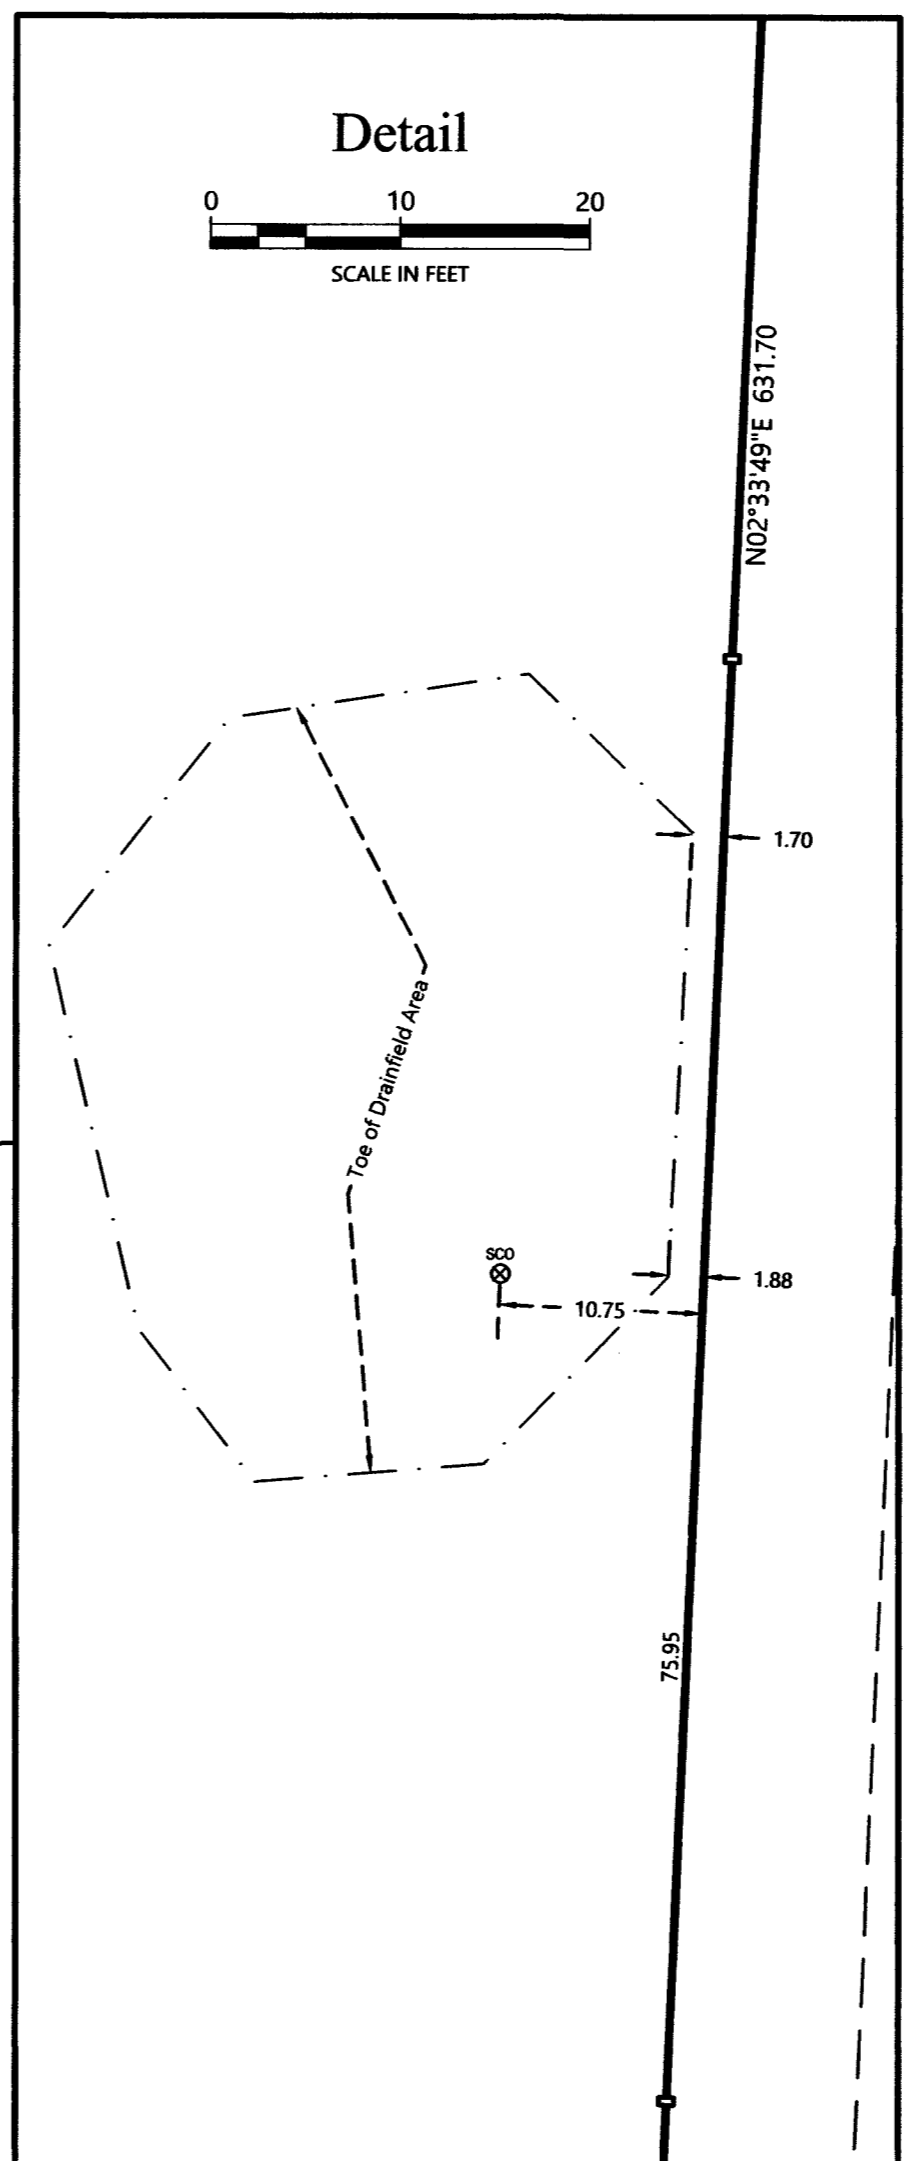 Detail
0 10 20
SCALE IN FEET
N02°33'49"E 631.70
1.70
Toe of Drainfield Area
SCO
1.88
10.75
75.95